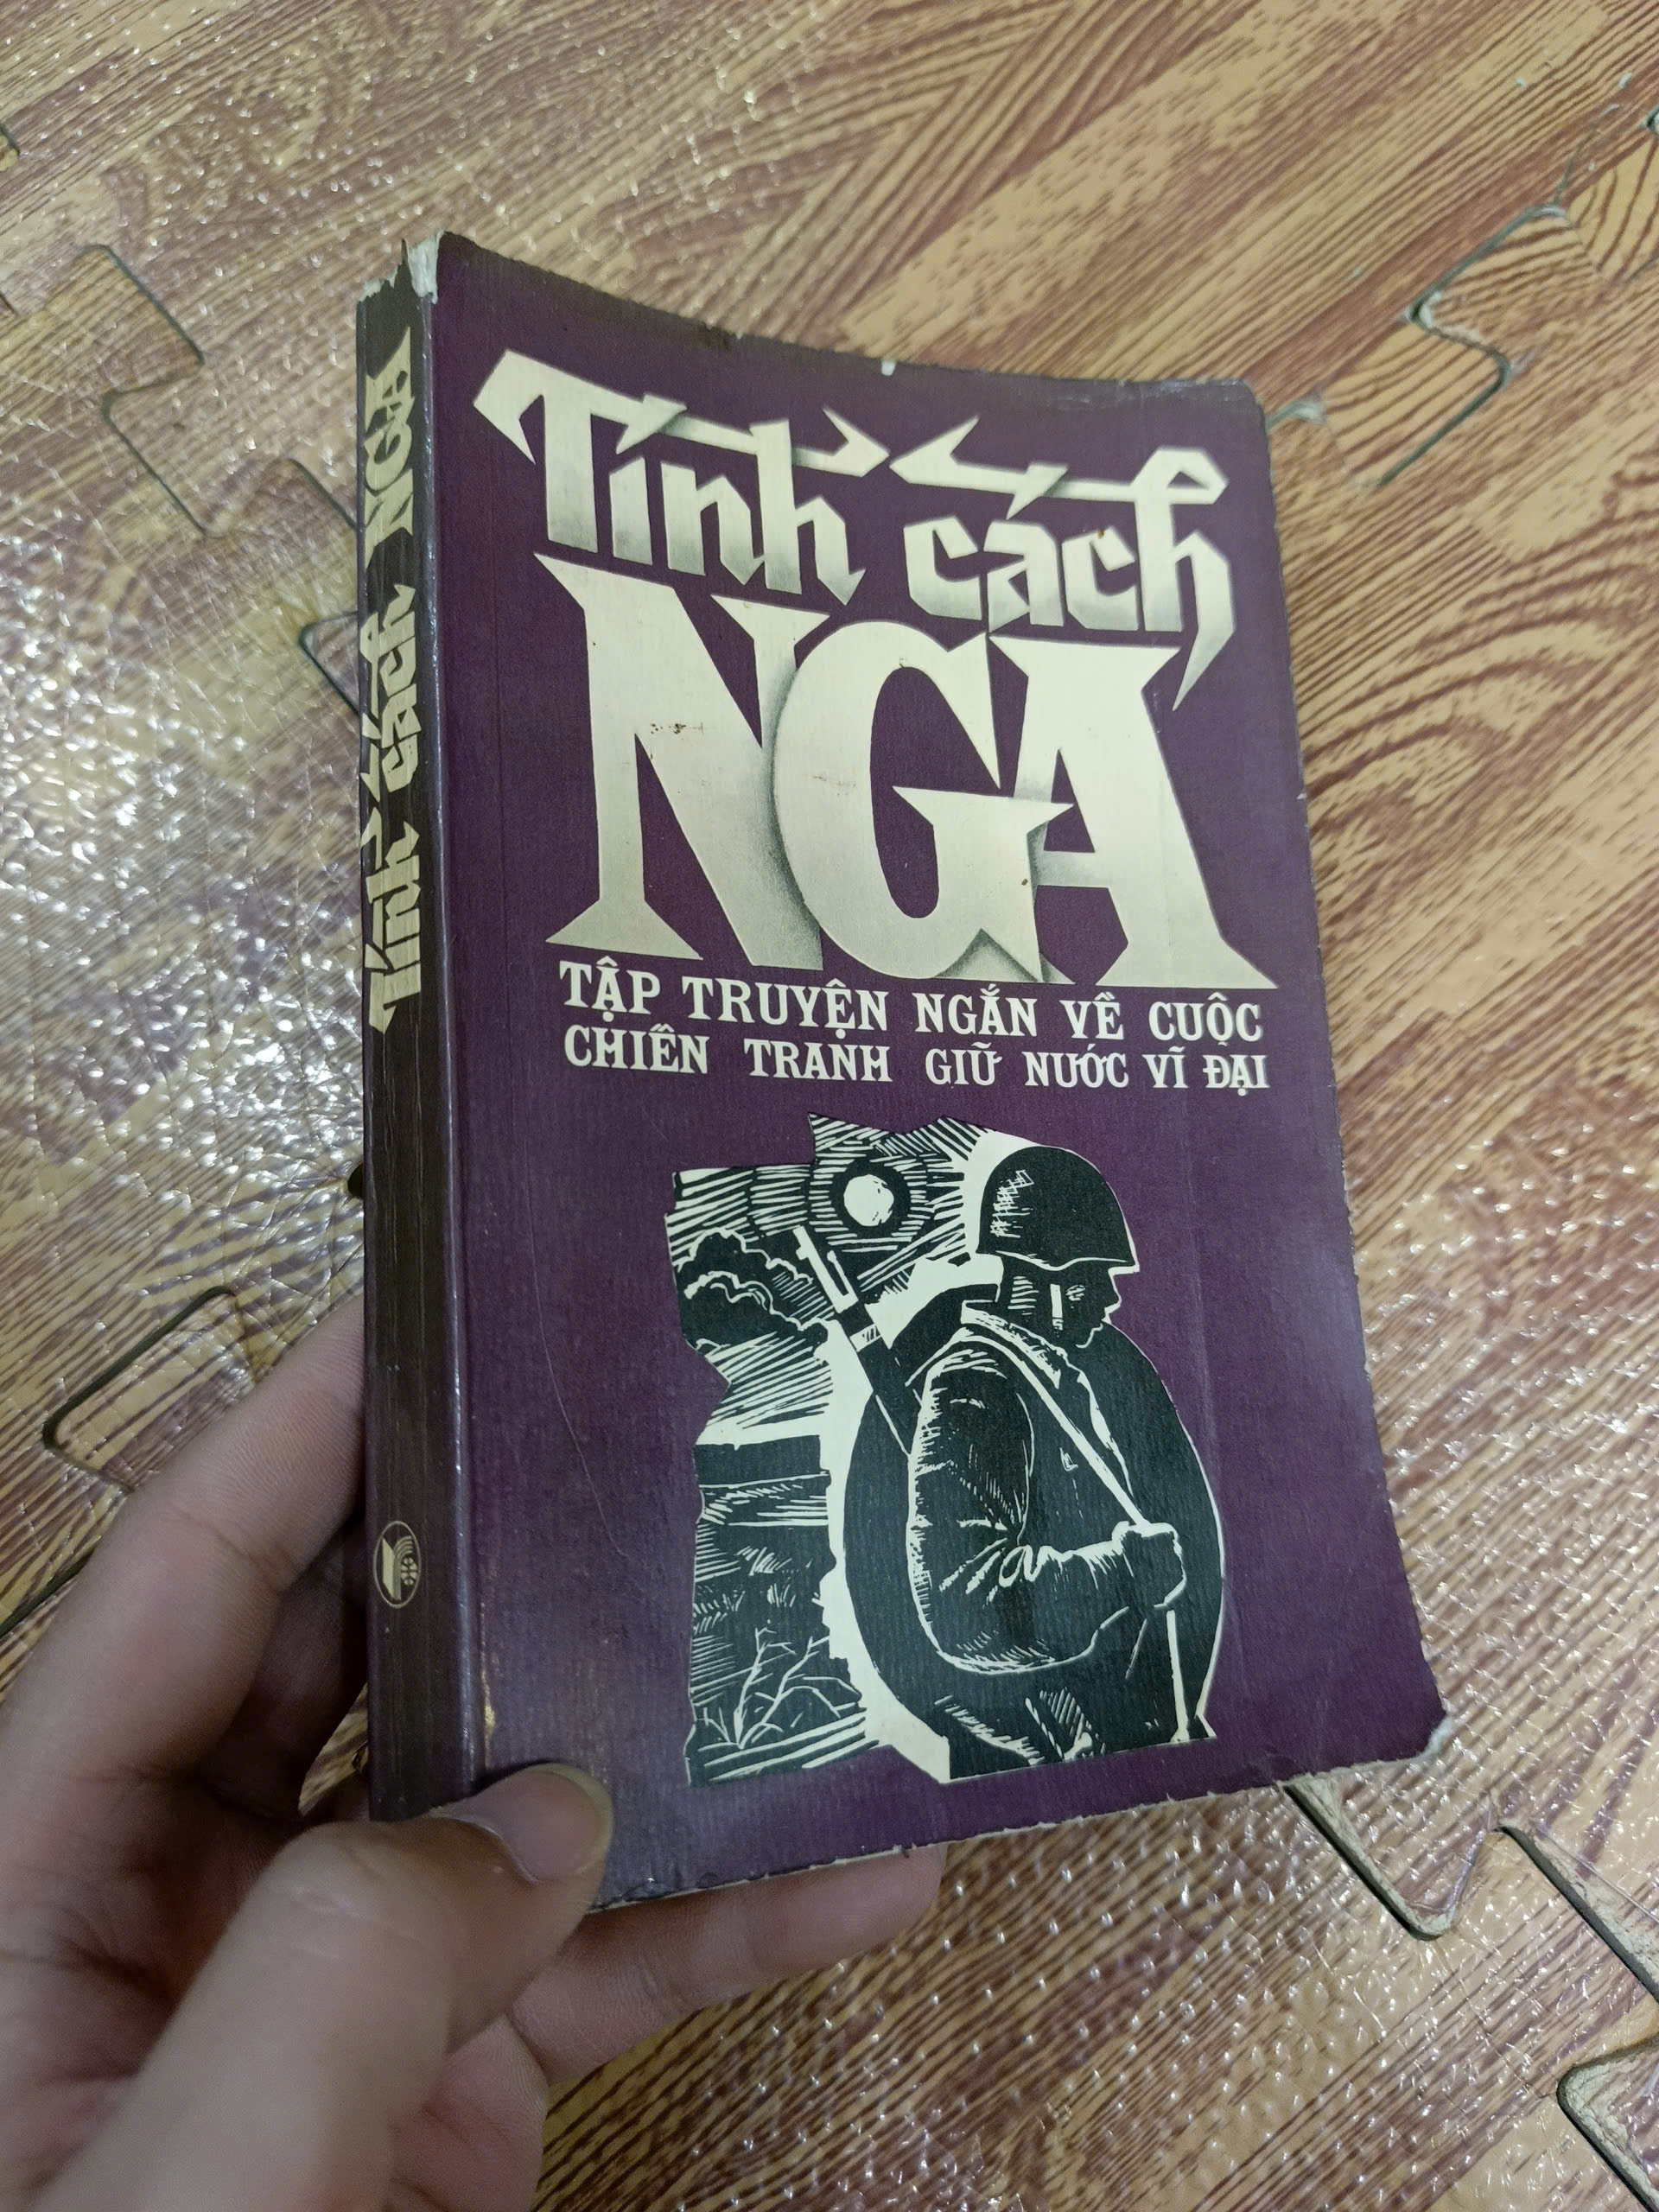 Tính cách
NGA
TẬP TRUYỆN NGẮN VỀ CUỘC
CHIẾN TRANH GIỮ NƯỚC VĨ ĐẠI
Tính cách NGA